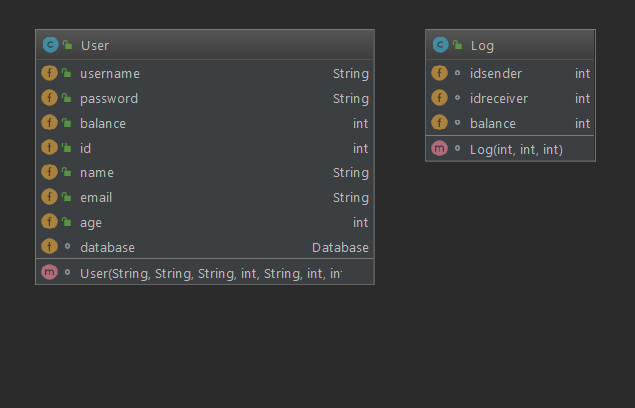 User
username String
password String
balance int
id int
name String
email String
age int
database Database
User(String, String, String, int, String, int, in
Log
idsender int
idreceiver int
balance int
Log(int, int, int)